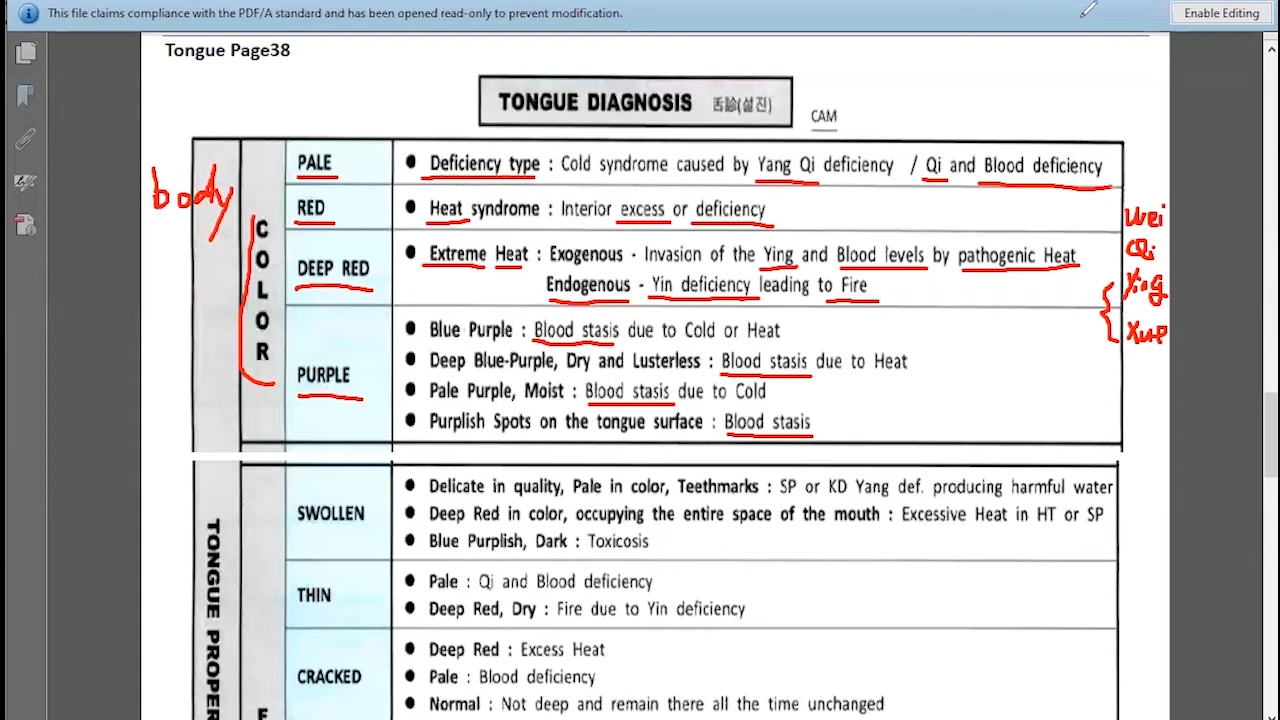 This file claims compliance with the PDF/A standard and has been opened read-only to prevent modification.
Enable Editing
Tongue Page38
TONGUE DIAGNOSIS 舌診(설진)
CAM
body
COLOR
PALE
● Deficiency type : Cold syndrome caused by Yang Qi deficiency / Qi and Blood deficiency
RED
● Heat syndrome : Interior excess or deficiency
DEEP RED
● Extreme Heat : Exogenous - Invasion of the Ying and Blood levels by pathogenic Heat
Endogenous - Yin deficiency leading to Fire
Wei
Qi
Ying
Xue
PURPLE
● Blue Purple : Blood stasis due to Cold or Heat
● Deep Blue-Purple, Dry and Lusterless : Blood stasis due to Heat
● Pale Purple, Moist : Blood stasis due to Cold
● Purplish Spots on the tongue surface : Blood stasis
TONGUE PROPER
SWOLLEN
● Delicate in quality, Pale in color, Teethmarks : SP or KD Yang def. producing harmful water
● Deep Red in color, occupying the entire space of the mouth : Excessive Heat in HT or SP
● Blue Purplish, Dark : Toxicosis
THIN
● Pale : Qi and Blood deficiency
● Deep Red, Dry : Fire due to Yin deficiency
CRACKED
● Deep Red : Excess Heat
● Pale : Blood deficiency
● Normal : Not deep and remain there all the time unchanged